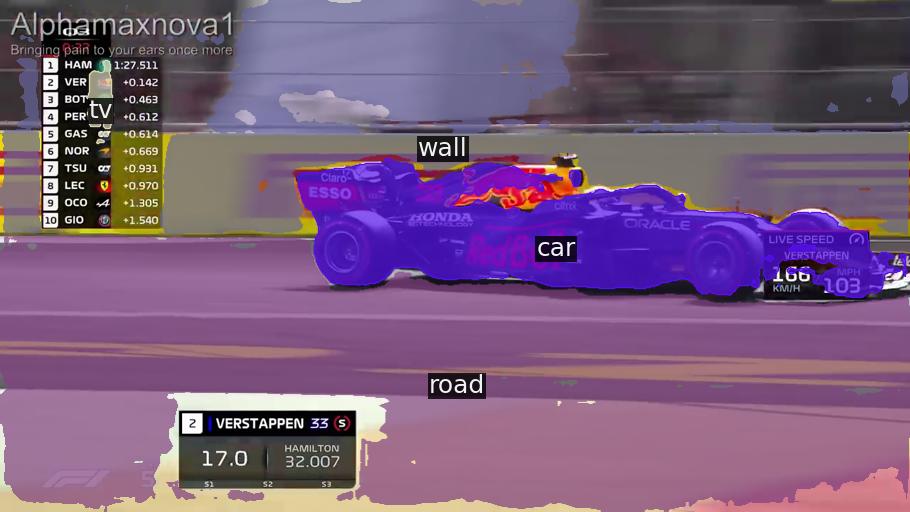 Alphamaxnova1
Bringing pain to your ears once more
1 HAM 1:27.511
2 VER +0.142
3 BOT +0.463
4 PER +0.612
tv
5 GAS +0.614
6 NOR +0.669
7 TSU +0.931
8 LEC +0.970
9 OCO +1.305
10 GIO +1.540
wall
Claro
ESSO
citrix
HONDA
ORACLE
car
LIVE SPEED
VERSTAPPEN
166 MPH
KM/H 103
road
2 VERSTAPPEN 33 S
17.0 HAMILTON
32.007
S1 S2 S3
F1